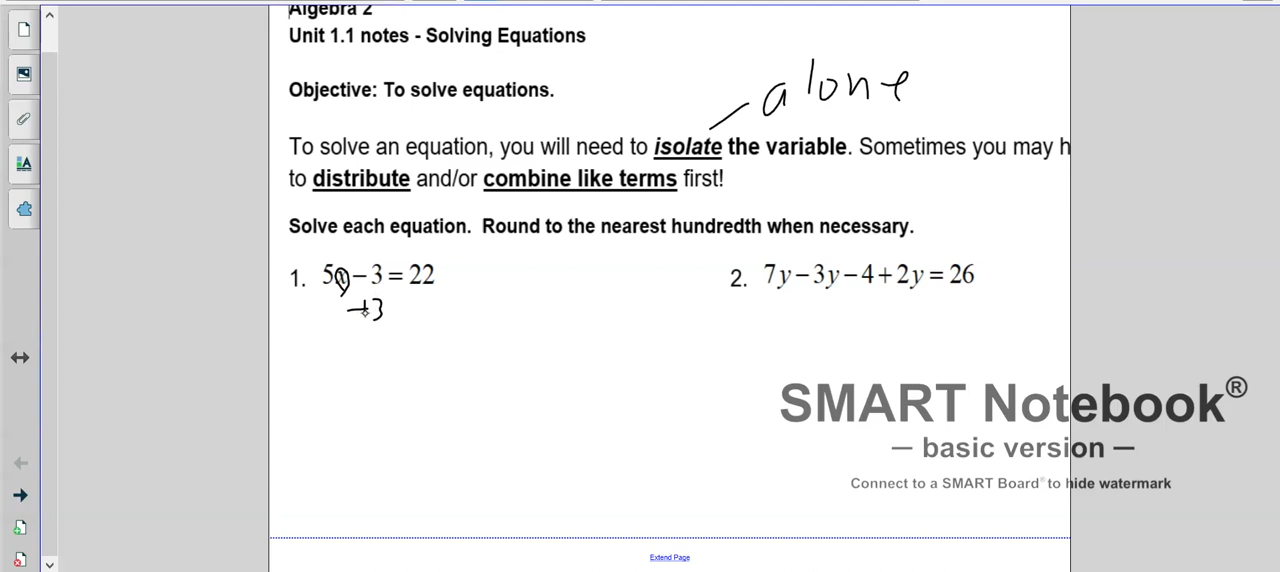 Algebra 2
Unit 1.1 notes - Solving Equations
Objective: To solve equations.
alone
To solve an equation, you will need to isolate the variable. Sometimes you may h
to distribute and/or combine like terms first!
Solve each equation. Round to the nearest hundredth when necessary.
1. 5y − 3 = 22
2. 7y − 3y − 4 + 2y = 26
+3
SMART Notebook®
— basic version —
Connect to a SMART Board® to hide watermark
Extend Page